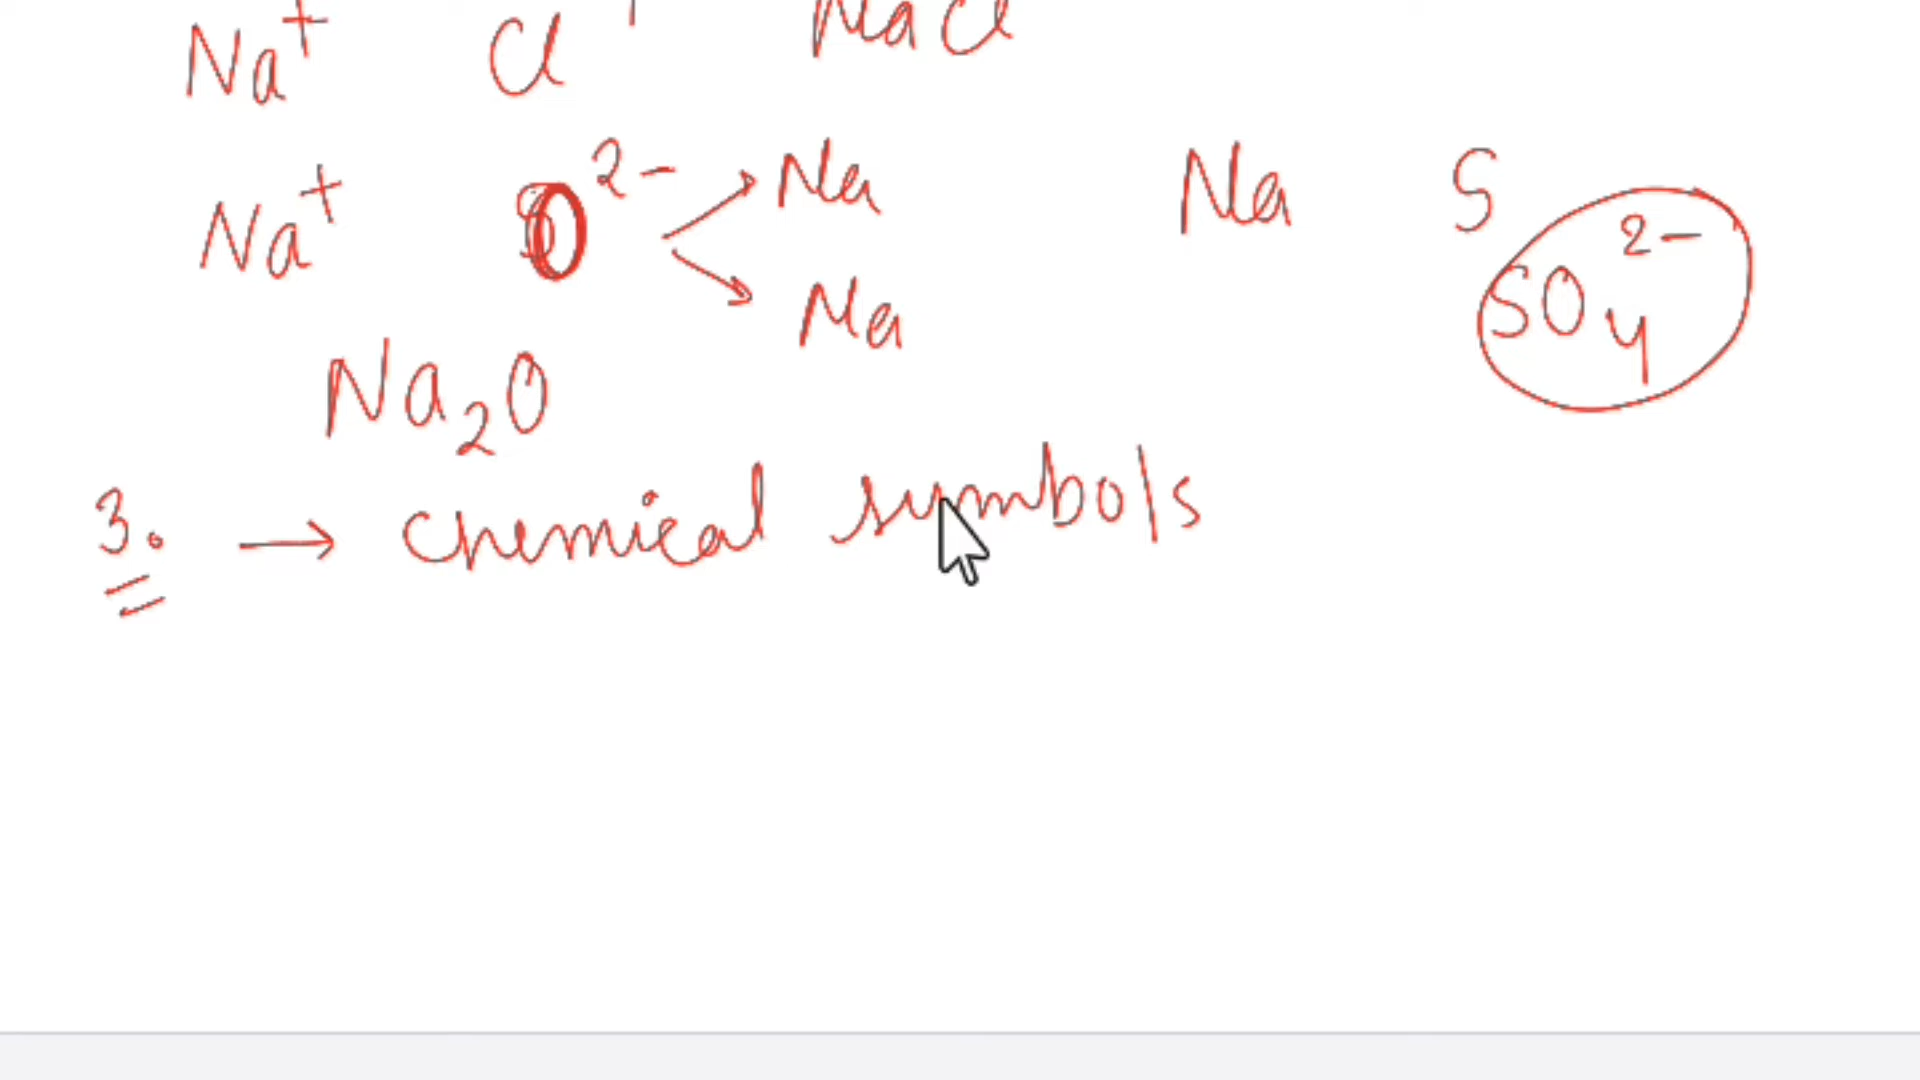 Na⁺ Cl NaCl
Na⁺ O²⁻ Na Na S
Na SO₄²⁻
Na₂O
3. → chemical symbols